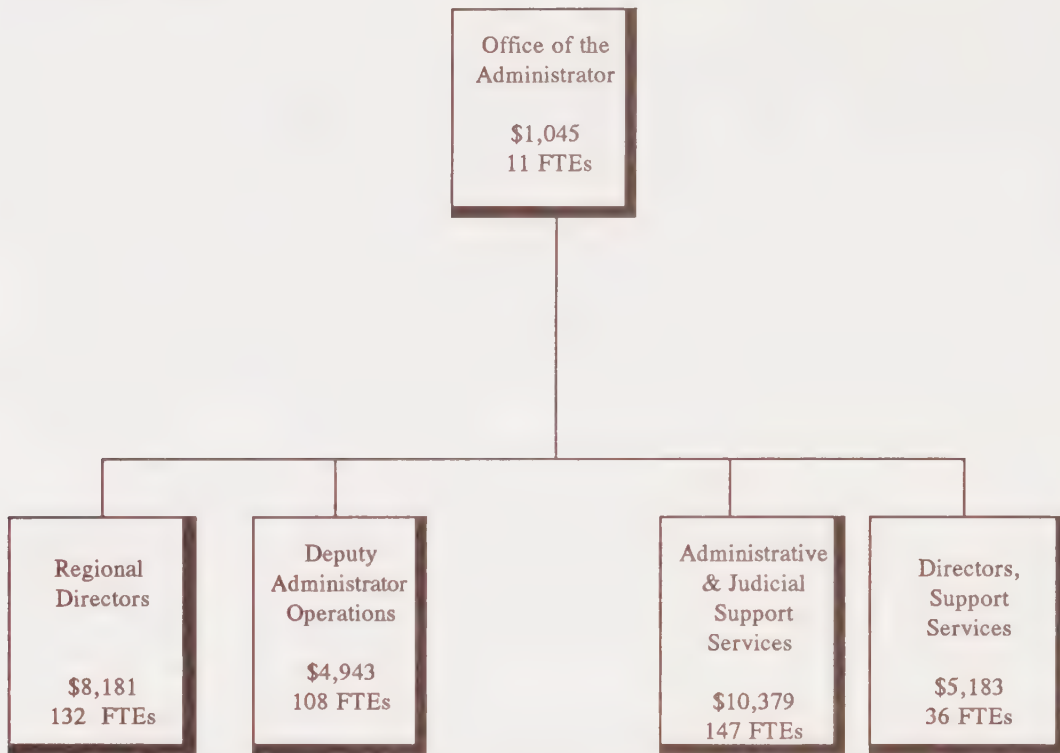 Office of the
Administrator
$1,045
11 FTEs
Regional
Directors
$8,181
132 FTEs
Deputy
Administrator
Operations
$4,943
108 FTEs
Administrative
& Judicial
Support
Services
$10,379
147 FTEs
Directors,
Support
Services
$5,183
36 FTEs